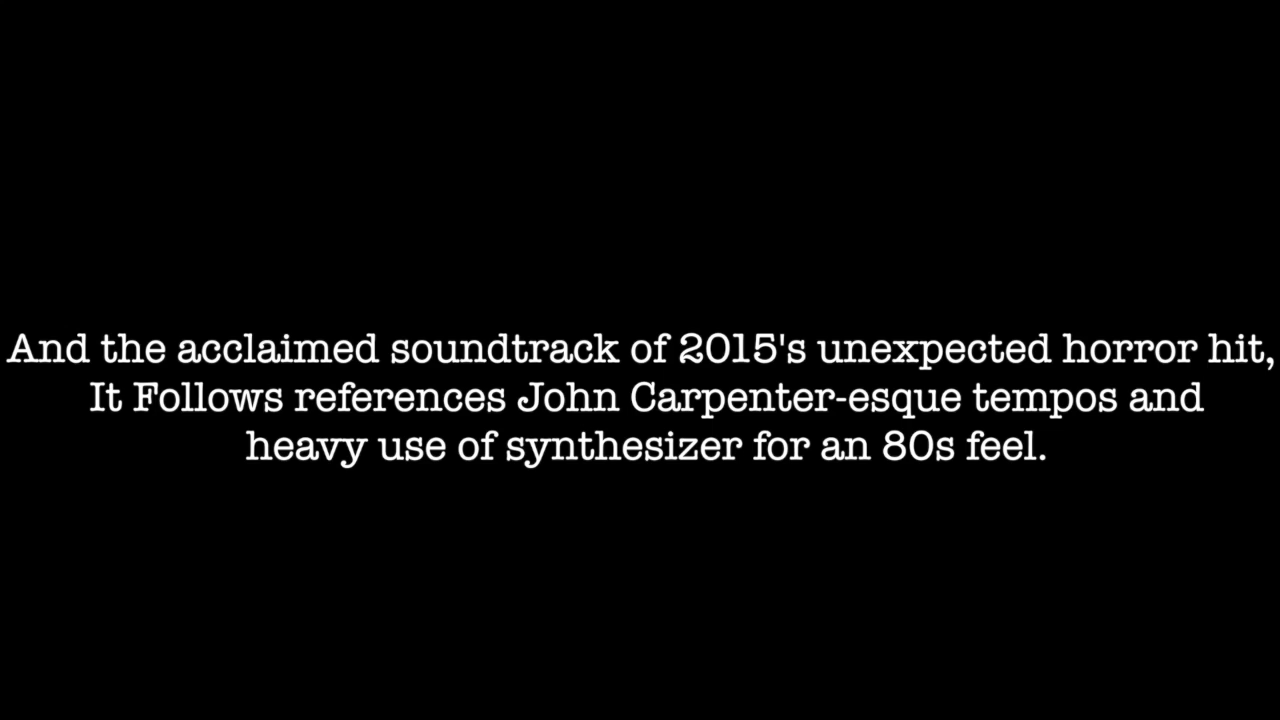 And the acclaimed soundtrack of 2015's unexpected horror hit,
It Follows references John Carpenter-esque tempos and
heavy use of synthesizer for an 80s feel.